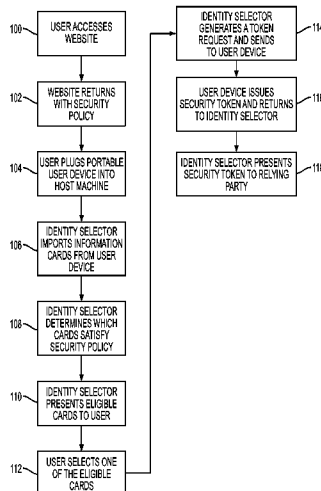 100
USER ACCESSES
WEBSITE
102
WEBSITE RETURNS
WITH SECURITY
POLICY
104
USER PLUGS PORTABLE
USER DEVICE INTO
HOST MACHINE
106
IDENTITY SELECTOR
IMPORTS INFORMATION
CARDS FROM USER
DEVICE
108
IDENTITY SELECTOR
DETERMINES WHICH
CARDS SATISFY
SECURITY POLICY
110
IDENTITY SELECTOR
PRESENTS ELIGIBLE
CARDS TO USER
112
USER SELECTS ONE
OF THE ELIGIBLE
CARDS
IDENTITY SELECTOR
GENERATES A TOKEN
REQUEST AND SENDS
TO USER DEVICE
114
USER DEVICE ISSUES
SECURITY TOKEN AND RETURNS
TO IDENTITY SELECTOR
11
IDENTITY SELECTOR PRESENTS
SECURITY TOKEN TO RELYING
PARTY
11